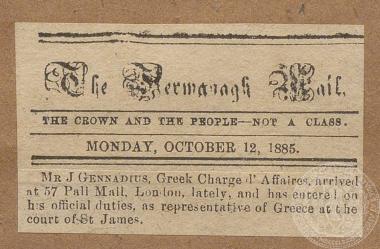 The Fermanagh Mail.
THE CROWN AND THE PEOPLE—NOT A CLASS.
MONDAY, OCTOBER 12, 1885.
MR J GENNADIUS, Greek Charge d' Affaires, arrived
at 57 Pall Mall, London, lately, and has entered on
his official duties, as representative of Greece at the
court of St James.